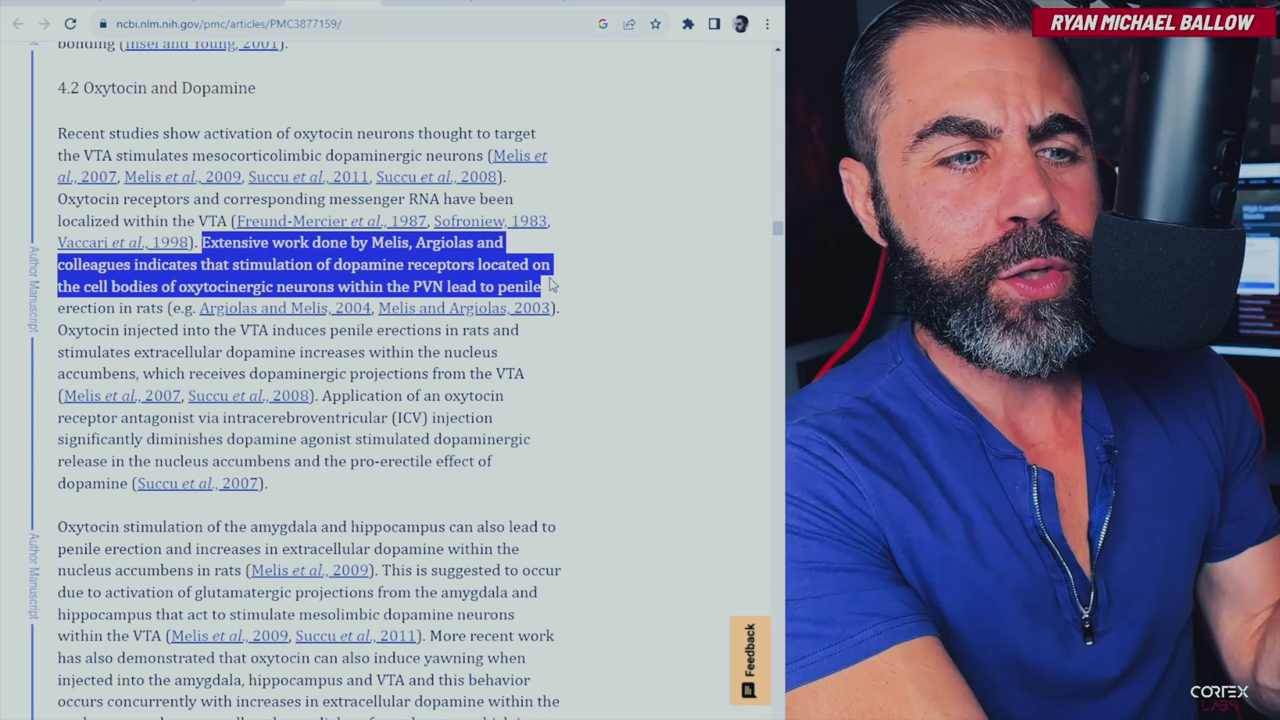 ncbi.nlm.nih.gov/pmc/articles/PMC3877159/
RYAN MICHAEL BALLOW
bonding (Insel and Young, 2001).
4.2 Oxytocin and Dopamine
Recent studies show activation of oxytocin neurons thought to target
the VTA stimulates mesocorticolimbic dopaminergic neurons (Melis et
al., 2007, Melis et al., 2009, Succu et al., 2011, Succu et al., 2008).
Oxytocin receptors and corresponding messenger RNA have been
localized within the VTA (Freund-Mercier et al., 1987, Sofroniew, 1983,
Vaccari et al., 1998). Extensive work done by Melis, Argiolas and
colleagues indicates that stimulation of dopamine receptors located on
the cell bodies of oxytocinergic neurons within the PVN lead to penile
erection in rats (e.g. Argiolas and Melis, 2004, Melis and Argiolas, 2003).
Oxytocin injected into the VTA induces penile erections in rats and
stimulates extracellular dopamine increases within the nucleus
accumbens, which receives dopaminergic projections from the VTA
(Melis et al., 2007, Succu et al., 2008). Application of an oxytocin
receptor antagonist via intracerebroventricular (ICV) injection
significantly diminishes dopamine agonist stimulated dopaminergic
release in the nucleus accumbens and the pro-erectile effect of
dopamine (Succu et al., 2007).
Oxytocin stimulation of the amygdala and hippocampus can also lead to
penile erection and increases in extracellular dopamine within the
nucleus accumbens in rats (Melis et al., 2009). This is suggested to occur
due to activation of glutamatergic projections from the amygdala and
hippocampus that act to stimulate mesolimbic dopamine neurons
within the VTA (Melis et al., 2009, Succu et al., 2011). More recent work
has also demonstrated that oxytocin can also induce yawning when
injected into the amygdala, hippocampus and VTA and this behavior
occurs concurrently with increases in extracellular dopamine within the
Author Manuscript
Author Manuscript
Feedback
CORTEX
LABS